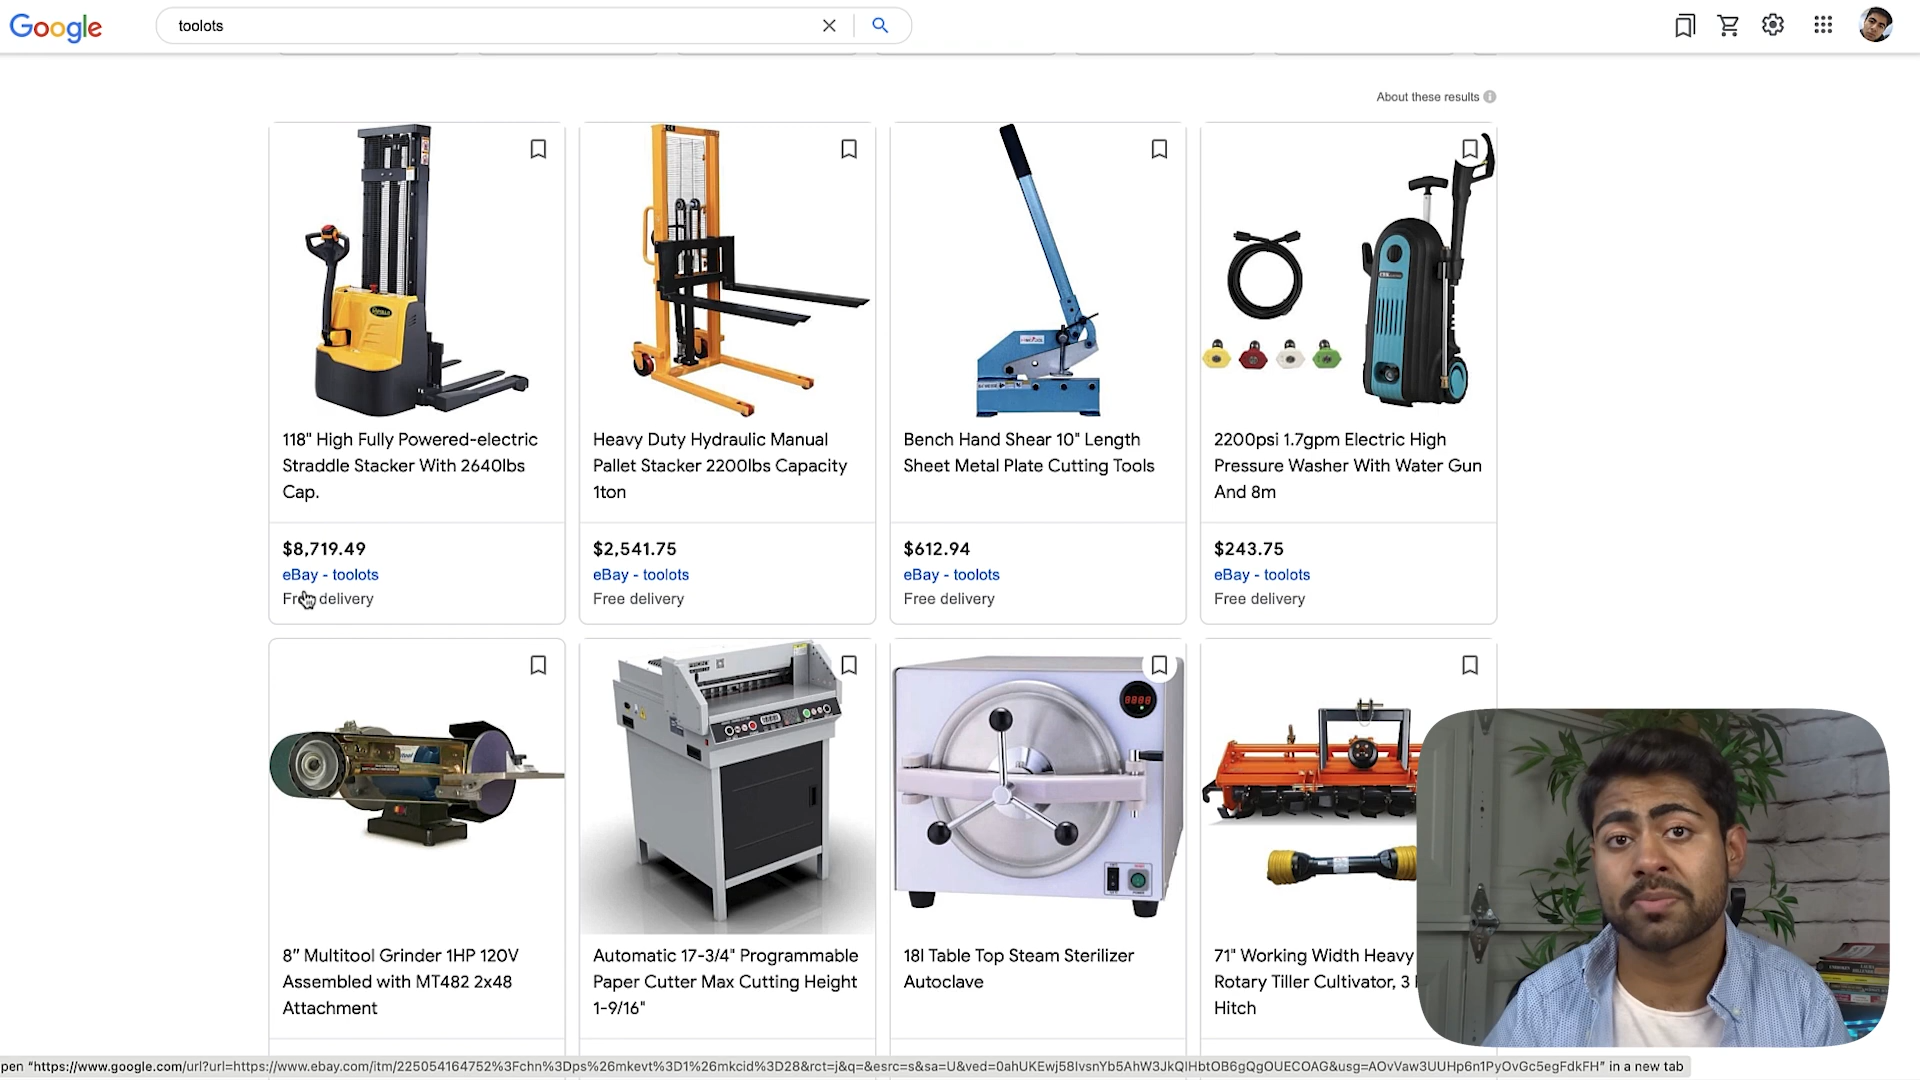 Google
toolots
About these results
118" High Fully Powered-electric
Straddle Stacker With 2640lbs
Cap.
$8,719.49
eBay - toolots
Free delivery
Heavy Duty Hydraulic Manual
Pallet Stacker 2200lbs Capacity
1ton
$2,541.75
eBay - toolots
Free delivery
Bench Hand Shear 10" Length
Sheet Metal Plate Cutting Tools
$612.94
eBay - toolots
Free delivery
2200psi 1.7gpm Electric High
Pressure Washer With Water Gun
And 8m
$243.75
eBay - toolots
Free delivery
8″ Multitool Grinder 1HP 120V
Assembled with MT482 2x48
Attachment
Automatic 17-3/4" Programmable
Paper Cutter Max Cutting Height
1-9/16"
18l Table Top Steam Sterilizer
Autoclave
71" Working Width Heavy
Rotary Tiller Cultivator, 3
Hitch
pen “https://www.google.com/url?url=https://www.ebay.com/itm/225054164752%3Fchn%3Dps%26mkevt%3D1%26mkcid%3D28&rct=j&q=&esrc=s&sa=U&ved=0ahUKEwj58lvsnYb5AhW3JkQIHbtOB6gQgOUECOAG&usg=AOvVaw3UUHp6n1PyOvGc5egFdkFH” in a new tab